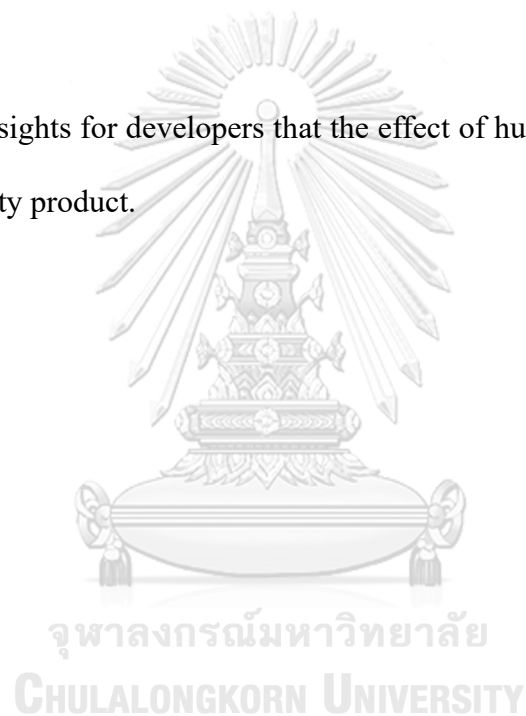 sights for developers that the effect of hu
ty product.
จุฬาลงกรณ์มหาวิทยาลัย
CHULALONGKORN UNIVERSITY